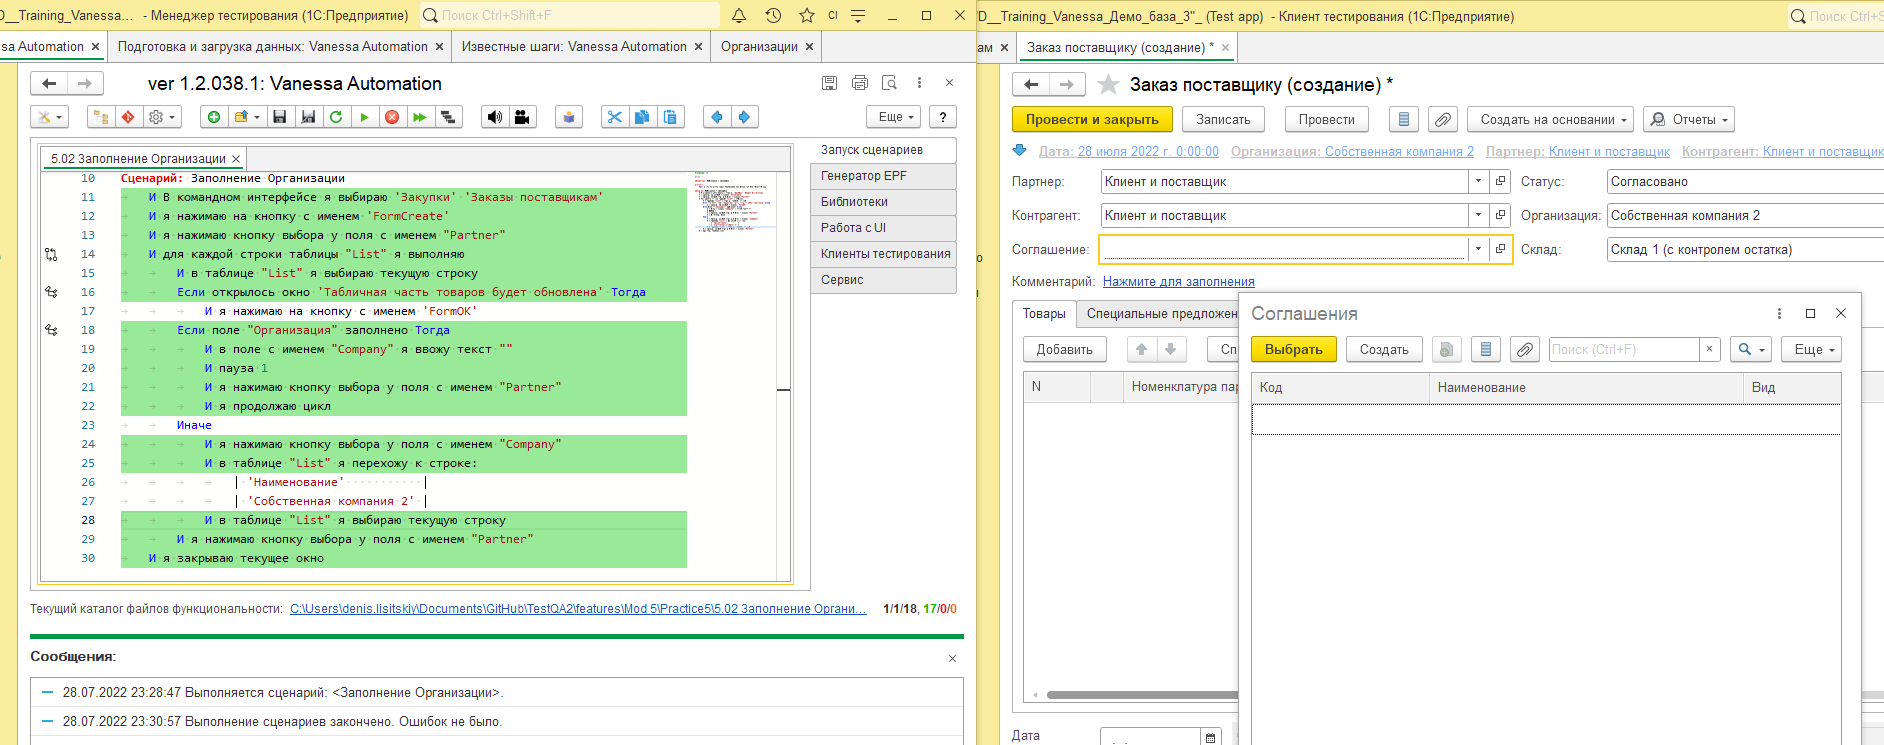 D__Training_Vanessa_... - Менеджер тестирования (1С:Предприятие)
Поиск Ctrl+Shift+F
CI
sa Automation ×
Подготовка и загрузка данных: Vanessa Automation ×
Известные шаги: Vanessa Automation ×
Организации ×
ver 1.2.038.1: Vanessa Automation
Еще
?
5.02 Заполнение Организации ×
10 Сценарий: Заполнение Организации
11 И В командном интерфейсе я выбираю 'Закупки' 'Заказы поставщикам'
12 И я нажимаю на кнопку с именем 'FormCreate'
13 И я нажимаю кнопку выбора у поля с именем "Partner"
14 И для каждой строки таблицы "List" я выполняю
15 И в таблице "List" я выбираю текущую строку
16 Если открылось окно 'Табличная часть товаров будет обновлена' Тогда
17 И я нажимаю на кнопку с именем 'FormOK'
18 Если поле "Организация" заполнено Тогда
19 И в поле с именем "Company" я ввожу текст ""
20 И пауза 1
21 И я нажимаю кнопку выбора у поля с именем "Partner"
22 И я продолжаю цикл
23 Иначе
24 И я нажимаю кнопку выбора у поля с именем "Company"
25 И в таблице "List" я перехожу к строке:
26 | 'Наименование' |
27 | 'Собственная компания 2' |
28 И в таблице "List" я выбираю текущую строку
29 И я нажимаю кнопку выбора у поля с именем "Partner"
30 И я закрываю текущее окно
Запуск сценариев
Генератор EPF
Библиотеки
Работа с UI
Клиенты тестирования
Сервис
Текущий каталог файлов функциональности: C:\Users\denis.lisitskiy\Documents\GitHub\TestQA2\features\Mod 5\Practice5\5.02 Заполнение Органи... 1/1/18, 17/0/0
Сообщения:
28.07.2022 23:28:47 Выполняется сценарий: <Заполнение Организации>.
28.07.2022 23:30:57 Выполнение сценариев закончено. Ошибок не было.
D__Training_Vanessa_Демо_база_3"_ (Test app) - Клиент тестирования (1С:Предприятие)
Поиск Ctrl+S
ам ×
Заказ поставщику (создание) * ×
Заказ поставщику (создание) *
Провести и закрыть
Записать
Провести
Создать на основании
Отчеты
Дата: 28 июля 2022 г. 0:00:00 Организация: Собственная компания 2 Партнер: Клиент и поставщик Контрагент: Клиент и поставщик
Партнер: Клиент и поставщик
Статус: Согласовано
Контрагент: Клиент и поставщик
Организация: Собственная компания 2
Соглашение:
Склад: Склад 1 (с контролем остатка)
Комментарий: Нажмите для заполнения
Товары
Специальные предложен
Добавить
Сп
N
Номенклатура пар
Дата
Соглашения
Выбрать
Создать
Поиск (Ctrl+F)
×
Еще
Код
Наименование
Вид